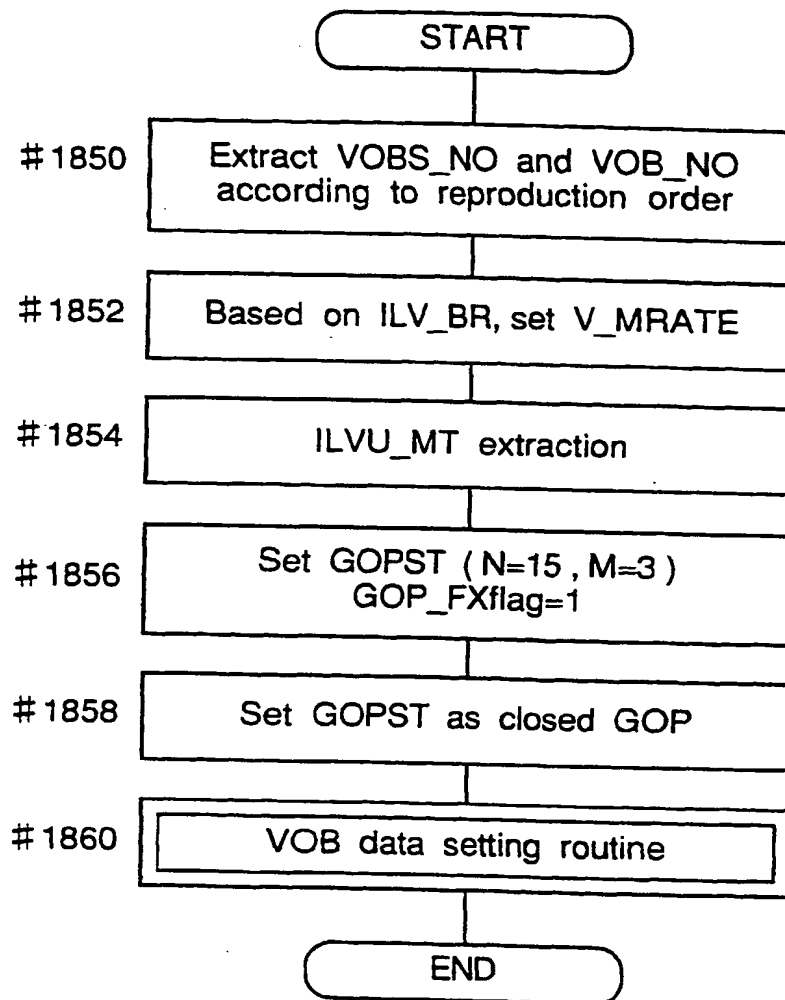 START
#1850
Extract VOBS_NO and VOB_NO
according to reproduction order
#1852
Based on ILV_BR, set V_MRATE
#1854
ILVU_MT extraction
#1856
Set GOPST (N=15, M=3)
GOP_FXflag=1
#1858
Set GOPST as closed GOP
#1860
VOB data setting routine
END